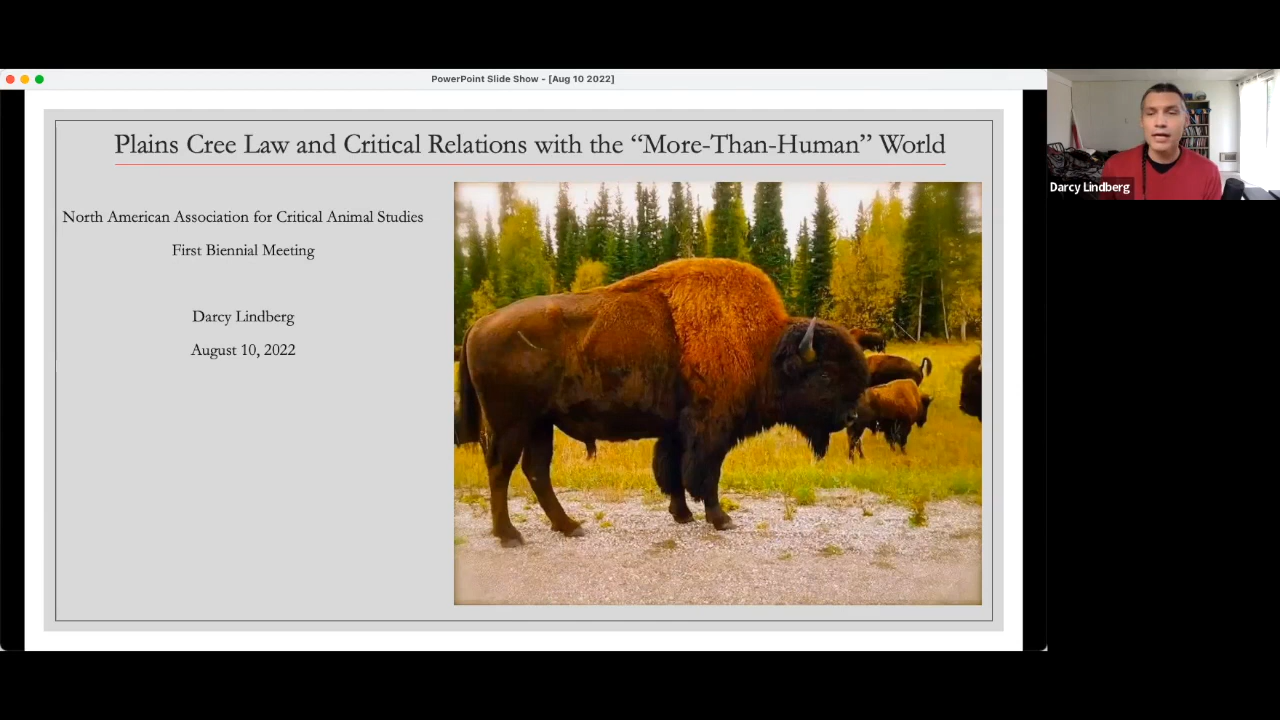 PowerPoint Slide Show - [Aug 10 2022]
Plains Cree Law and Critical Relations with the “More-Than-Human” World
North American Association for Critical Animal Studies
First Biennial Meeting
Darcy Lindberg
August 10, 2022
Darcy Lindberg